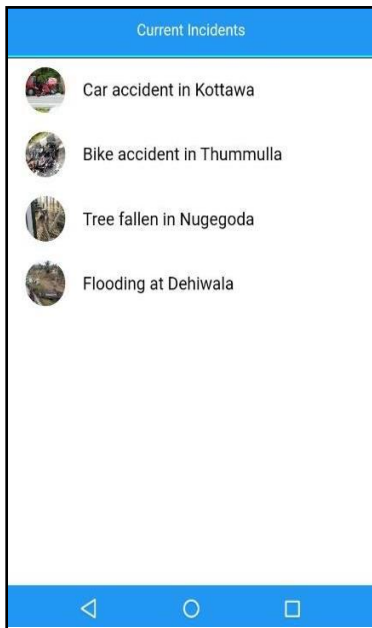 Current Incidents
Car accident in Kottawa
Bike accident in Thummulla
Tree fallen in Nugegoda
Flooding at Dehiwala